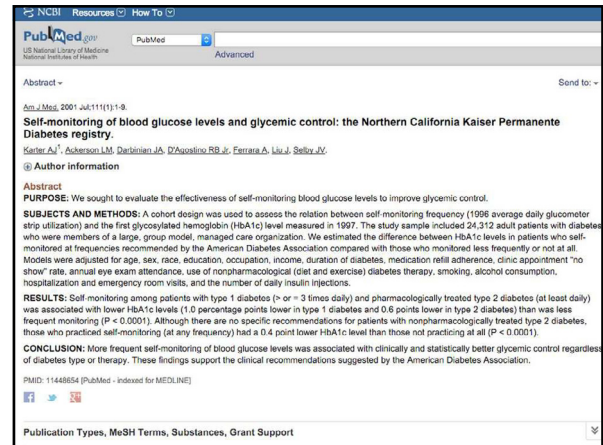 NCBI Resources How To
PubMed.gov
US National Library of Medicine
National Institutes of Health
PubMed
Advanced
Abstract
Send to:
Am J Med. 2001 Jul;111(1):1-9.
Self-monitoring of blood glucose levels and glycemic control: the Northern California Kaiser Permanente
Diabetes registry.
Karter AJ1, Ackerson LM, Darbinian JA, D'Agostino RB Jr, Ferrara A, Liu J, Selby JV.
Author information
Abstract
PURPOSE: We sought to evaluate the effectiveness of self-monitoring blood glucose levels to improve glycemic control.
SUBJECTS AND METHODS: A cohort design was used to assess the relation between self-monitoring frequency (1996 average daily glucometer
strip utilization) and the first glycosylated hemoglobin (HbA1c) level measured in 1997. The study sample included 24,312 adult patients with diabetes
who were members of a large, group model, managed care organization. We estimated the difference between HbA1c levels in patients who self-
monitored at frequencies recommended by the American Diabetes Association compared with those who monitored less frequently or not at all.
Models were adjusted for age, sex, race, education, occupation, income, duration of diabetes, medication refill adherence, clinic appointment "no
show" rate, annual eye exam attendance, use of nonpharmacological (diet and exercise) diabetes therapy, smoking, alcohol consumption,
hospitalization and emergency room visits, and the number of daily insulin injections.
RESULTS: Self-monitoring among patients with type 1 diabetes (> or = 3 times daily) and pharmacologically treated type 2 diabetes (at least daily)
was associated with lower HbA1c levels (1.0 percentage points lower in type 1 diabetes and 0.6 points lower in type 2 diabetes) than was less
frequent monitoring (P < 0.0001). Although there are no specific recommendations for patients with nonpharmacologically treated type 2 diabetes,
those who practiced self-monitoring (at any frequency) had a 0.4 point lower HbA1c level than those not practicing at all (P < 0.0001).
CONCLUSION: More frequent self-monitoring of blood glucose levels was associated with clinically and statistically better glycemic control regardless
of diabetes type or therapy. These findings support the clinical recommendations suggested by the American Diabetes Association.
PMID: 11448654 [PubMed - indexed for MEDLINE]
Publication Types, MeSH Terms, Substances, Grant Support